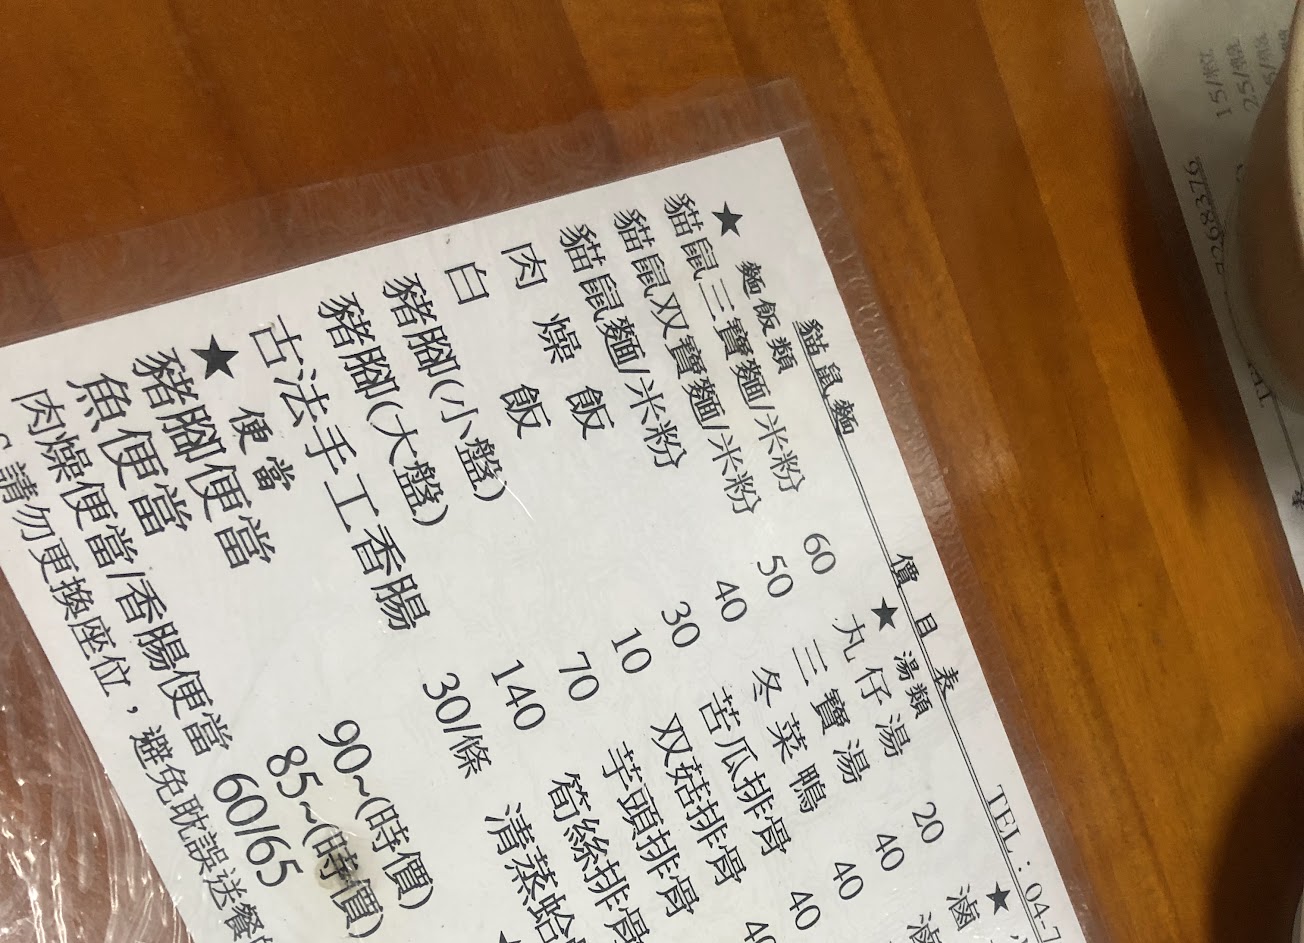 貓鼠麵 價目表 TEL：04-7
★ 麵飯類
貓鼠三寶麵/米粉 60
貓鼠双寶麵/米粉 50
貓鼠麵/米粉 40
肉燥飯 30
白飯 10
豬腳(小盤) 70
豬腳(大盤) 140
古法手工香腸 30/條
★ 便當
豬腳便當 90~(時價)
魚便當 85~(時價)
肉燥便當/香腸便當 60/65
請勿更換座位，避免耽誤送餐
★ 湯類
丸仔湯 20
三寶湯 40
冬菜鴨 40
苦瓜排骨 40
双菇排骨 40
芋頭排骨
筍絲排骨
清蒸蛤
★
滷
滷
7268376
15/
25/